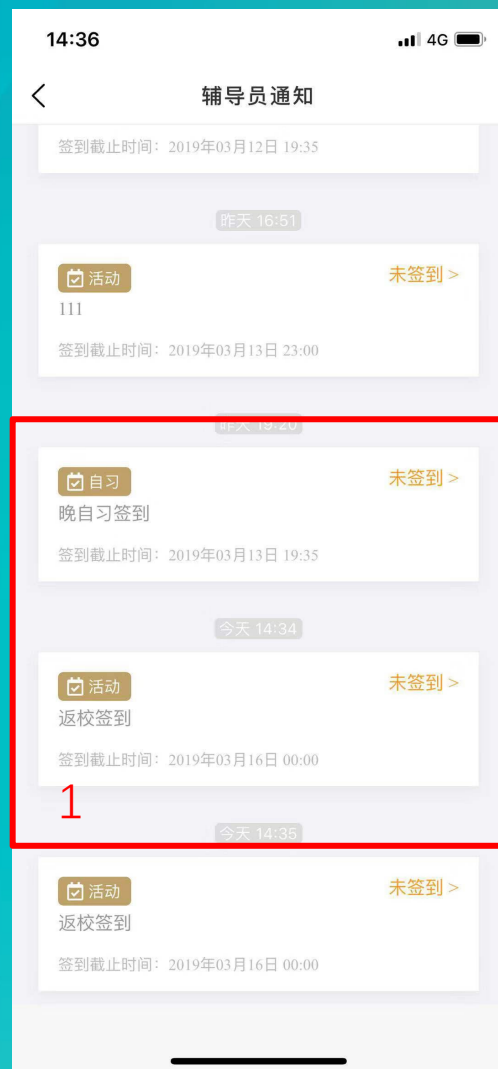 14:36
4G
辅导员通知
签到截止时间：2019年03月12日 19:35
昨天 16:51
活动
未签到 >
111
签到截止时间：2019年03月13日 23:00
昨天 19:20
自习
未签到 >
晚自习签到
签到截止时间：2019年03月13日 19:35
今天 14:34
活动
未签到 >
返校签到
签到截止时间：2019年03月16日 00:00
1
今天 14:35
活动
未签到 >
返校签到
签到截止时间：2019年03月16日 00:00